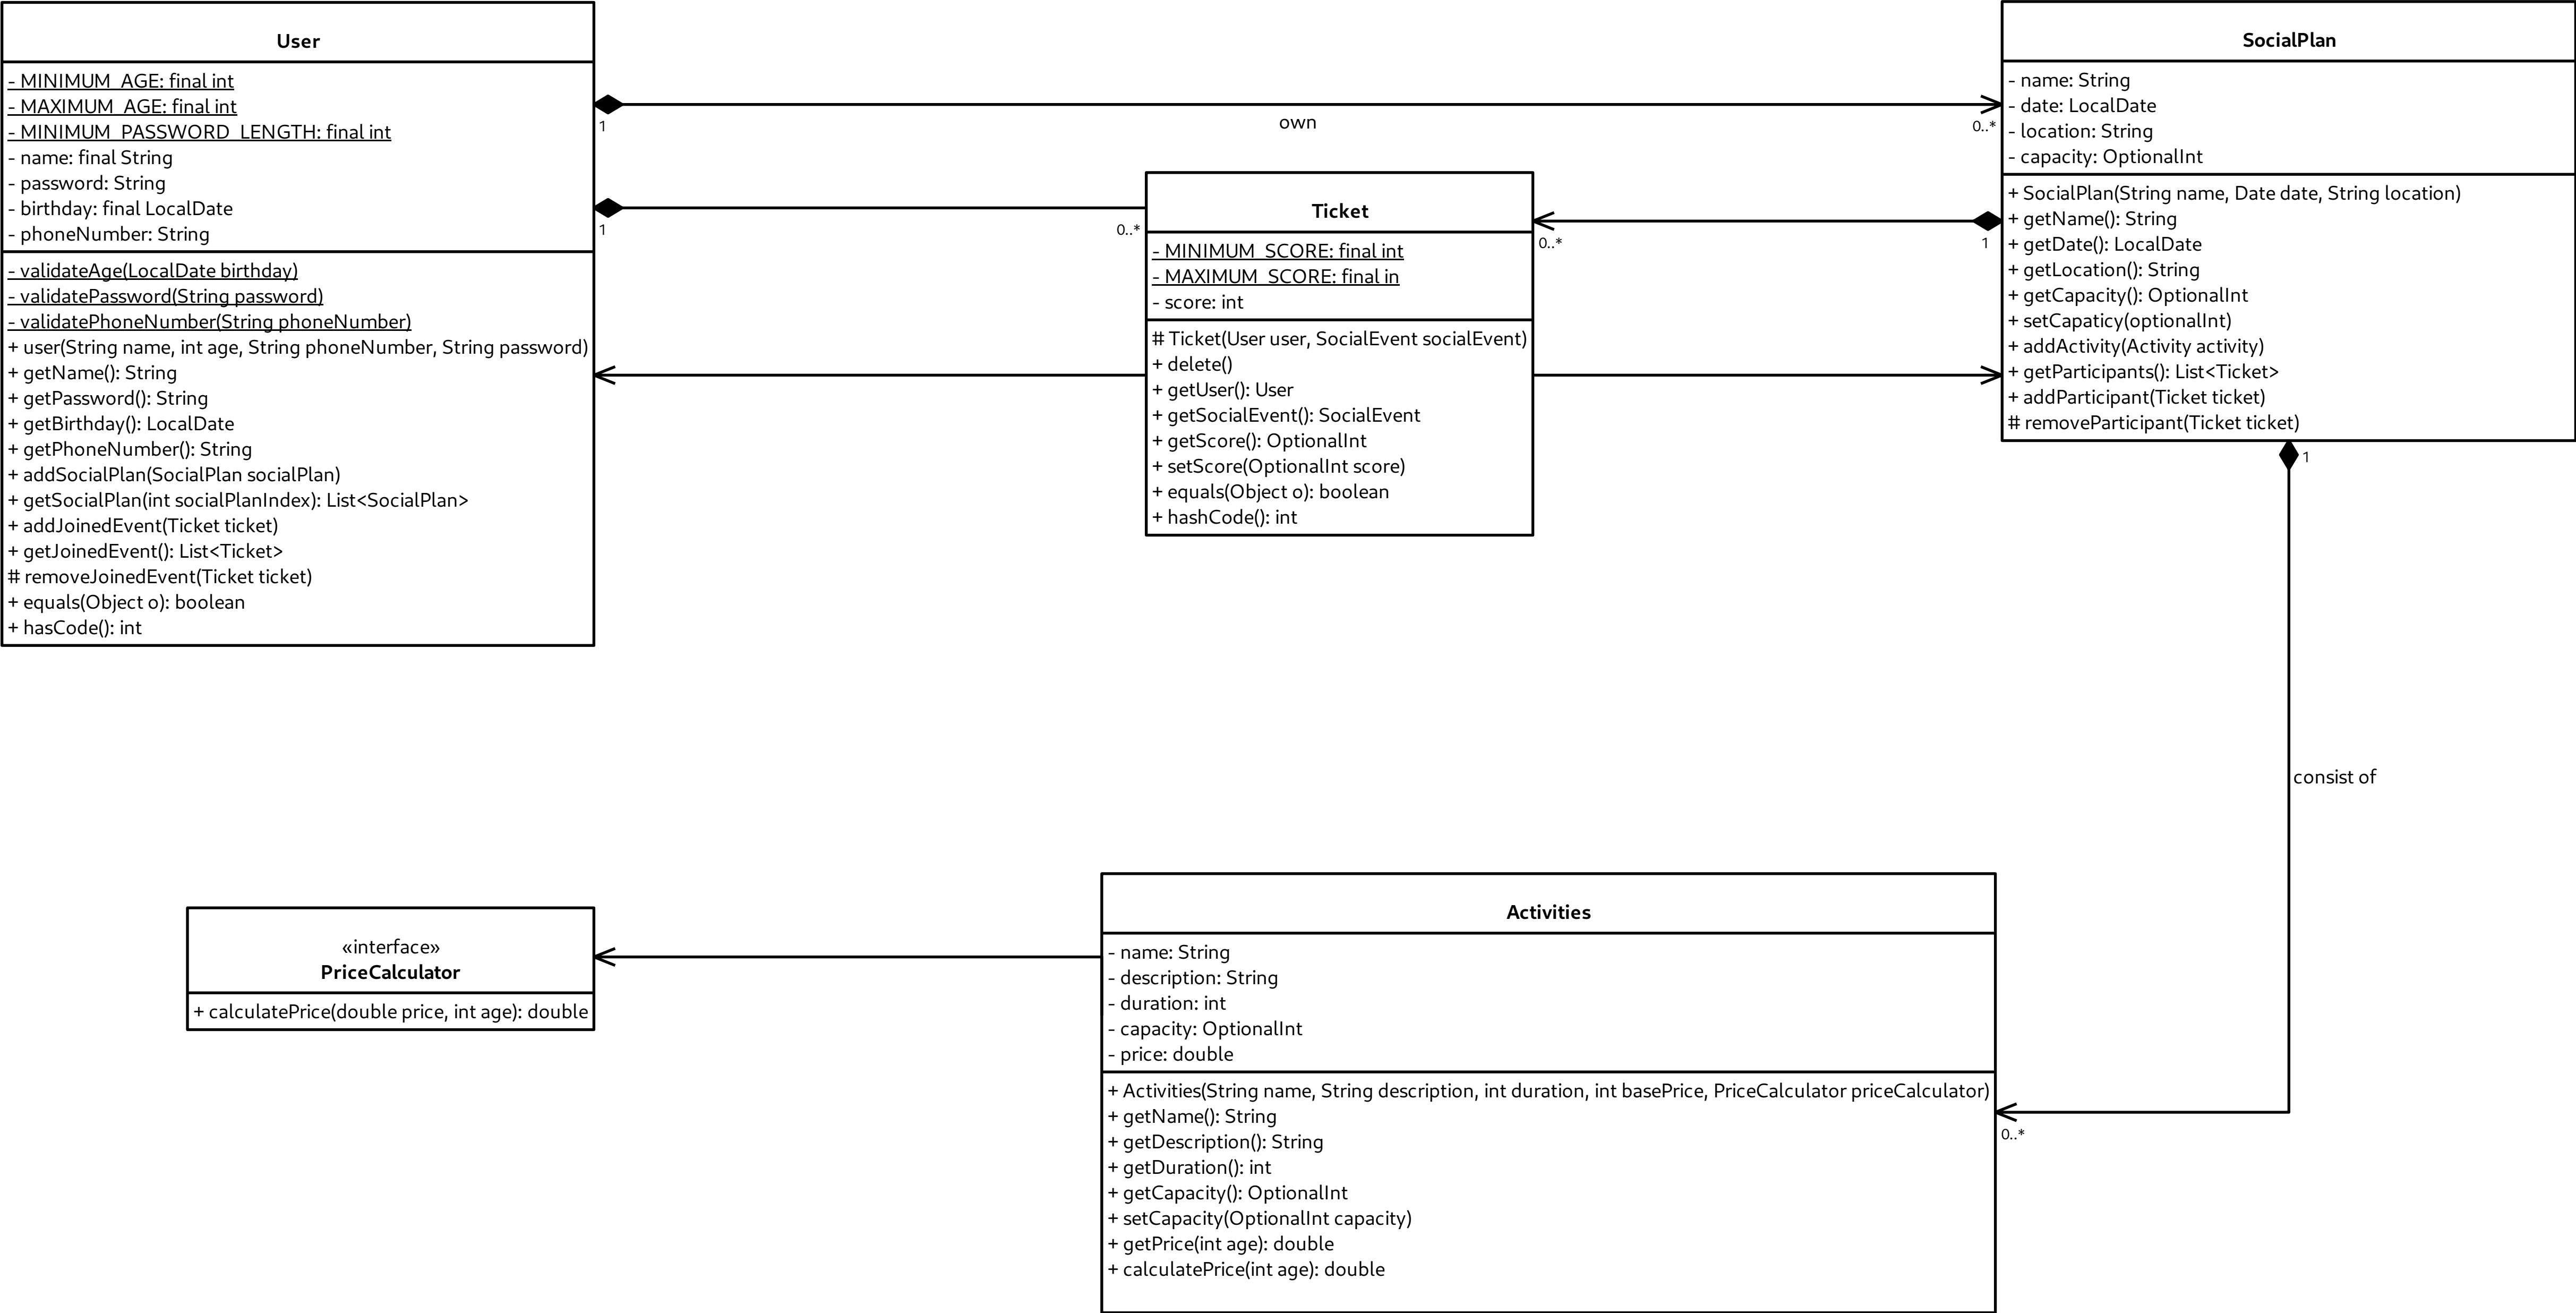 User
- MINIMUM_AGE: final int
- MAXIMUM_AGE: final int
- MINIMUM_PASSWORD_LENGTH: final int
- name: final String
- password: String
- birthday: final LocalDate
- phoneNumber: String
- validateAge(LocalDate birthday)
- validatePassword(String password)
- validatePhoneNumber(String phoneNumber)
+ user(String name, int age, String phoneNumber, String password)
+ getName(): String
+ getPassword(): String
+ getBirthday(): LocalDate
+ getPhoneNumber(): String
+ addSocialPlan(SocialPlan socialPlan)
+ getSocialPlan(int socialPlanIndex): List<SocialPlan>
+ addJoinedEvent(Ticket ticket)
+ getJoinedEvent(): List<Ticket>
# removeJoinedEvent(Ticket ticket)
+ equals(Object o): boolean
+ hasCode(): int
1
own
0..*
1
0..*
Ticket
- MINIMUM_SCORE: final int
- MAXIMUM_SCORE: final in
- score: int
# Ticket(User user, SocialEvent socialEvent)
+ delete()
+ getUser(): User
+ getSocialEvent(): SocialEvent
+ getScore(): OptionalInt
+ setScore(OptionalInt score)
+ equals(Object o): boolean
+ hashCode(): int
0..*
1
SocialPlan
- name: String
- date: LocalDate
- location: String
- capacity: OptionalInt
+ SocialPlan(String name, Date date, String location)
+ getName(): String
+ getDate(): LocalDate
+ getLocation(): String
+ getCapacity(): OptionalInt
+ setCapaticy(optionalInt)
+ addActivity(Activity activity)
+ getParticipants(): List<Ticket>
+ addParticipant(Ticket ticket)
# removeParticipant(Ticket ticket)
1
consist of
0..*
«interface»
PriceCalculator
+ calculatePrice(double price, int age): double
Activities
- name: String
- description: String
- duration: int
- capacity: OptionalInt
- price: double
+ Activities(String name, String description, int duration, int basePrice, PriceCalculator priceCalculator)
+ getName(): String
+ getDescription(): String
+ getDuration(): int
+ getCapacity(): OptionalInt
+ setCapacity(OptionalInt capacity)
+ getPrice(int age): double
+ calculatePrice(int age): double